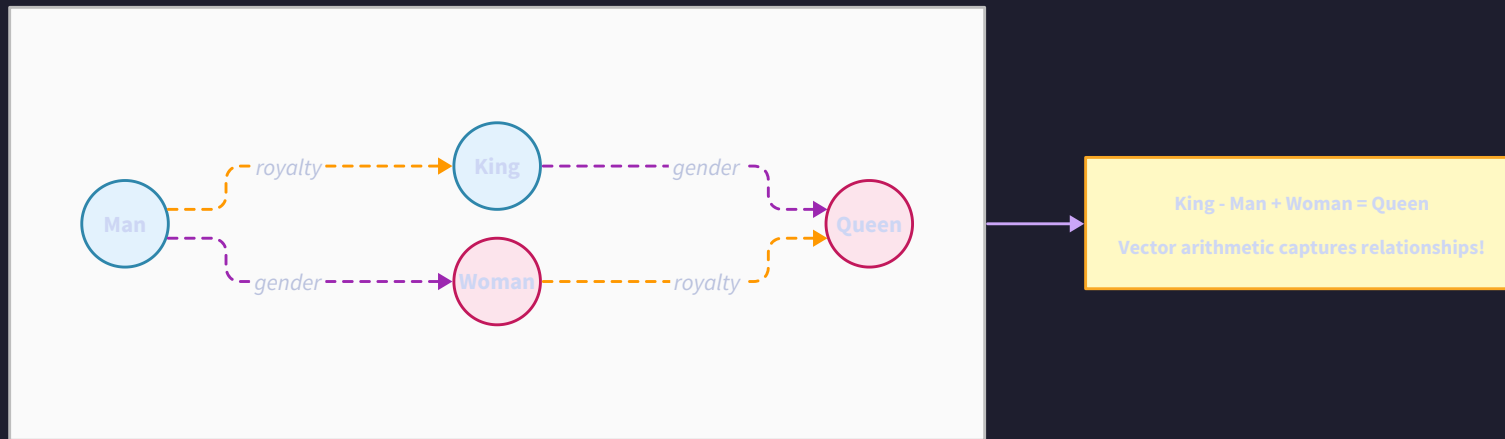 royalty
King
gender
Man
Queen
gender
Woman
royalty
King - Man + Woman = Queen
Vector arithmetic captures relationships!